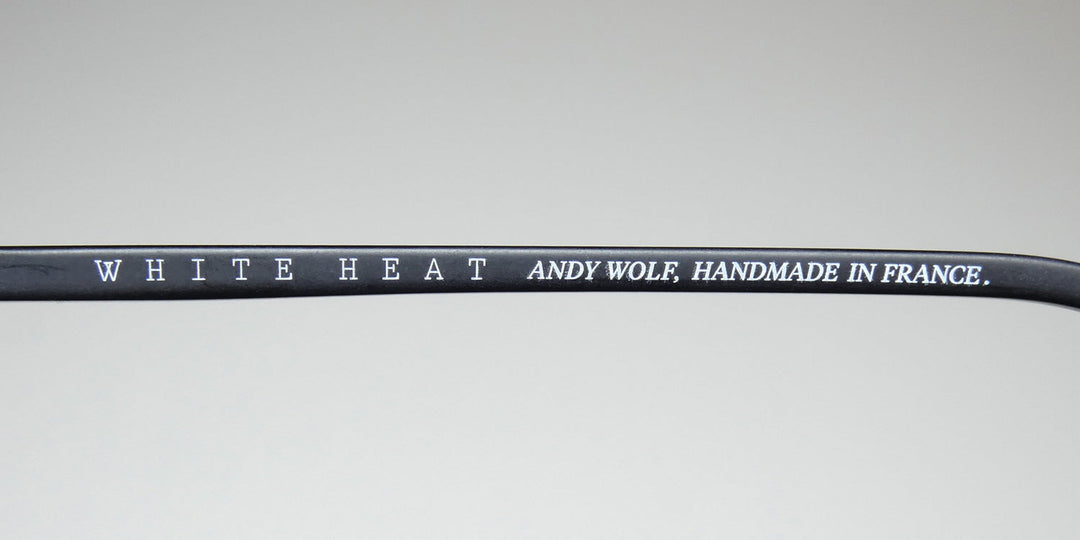 WHITE HEAT ANDY WOLF, HANDMADE IN FRANCE.